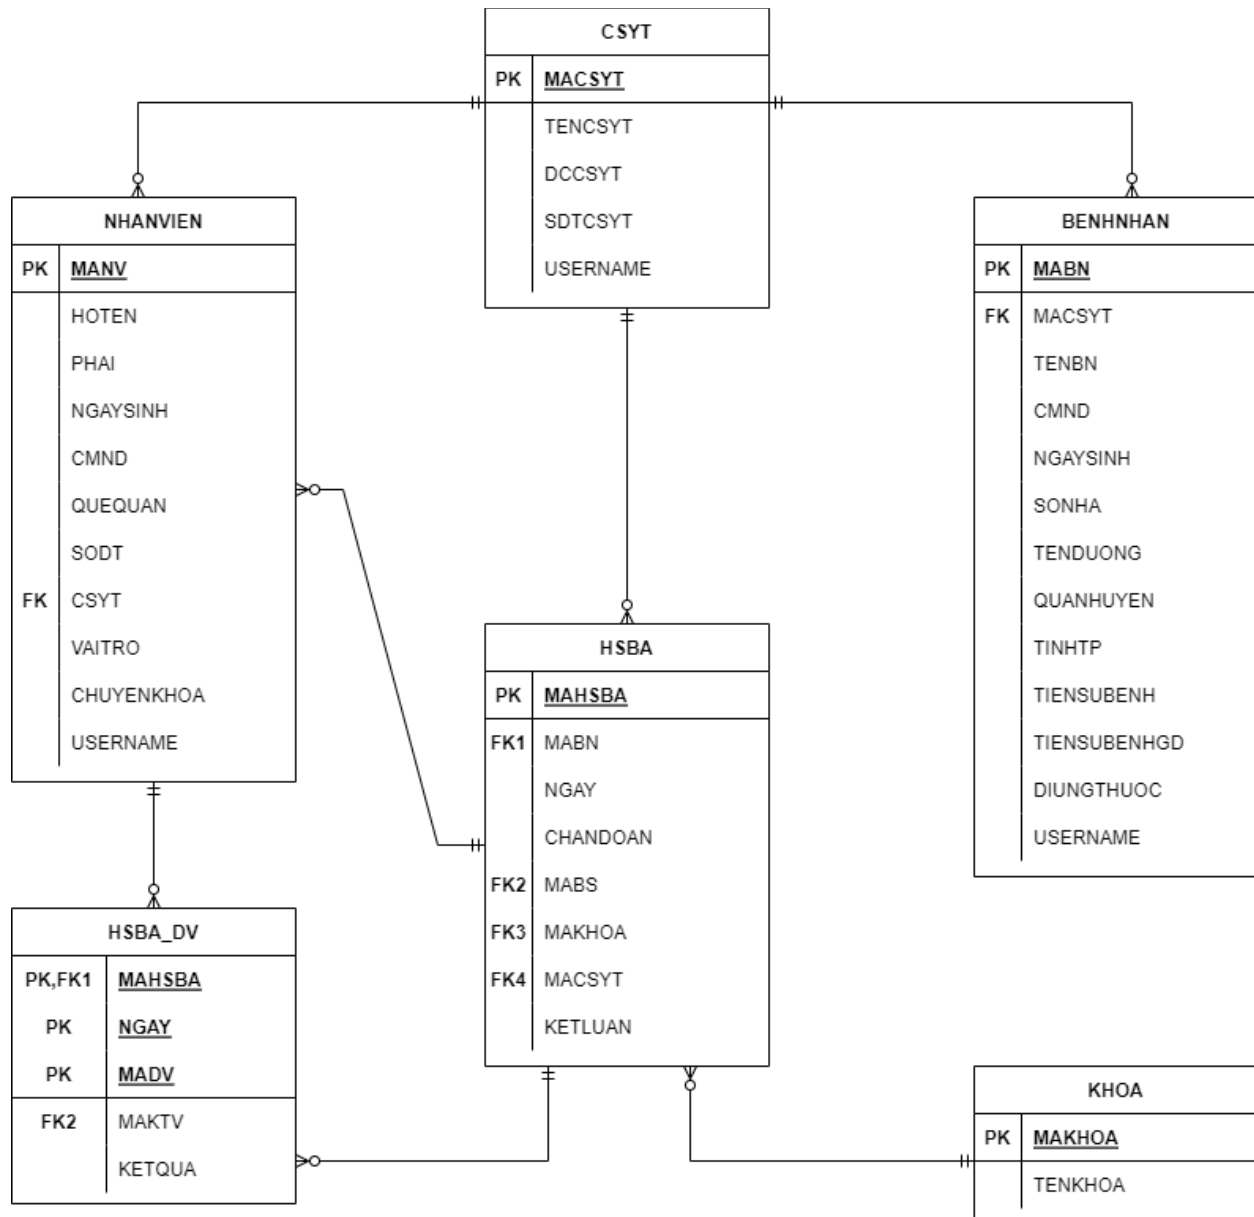 CSYT
PK MACSYT
TENCSYT
DCCSYT
SDTCSYT
USERNAME
NHANVIEN
PK MANV
HOTEN
PHAI
NGAYSINH
CMND
QUEQUAN
SODT
FK CSYT
VAITRO
CHUYENKHOA
USERNAME
BENHNHAN
PK MABN
FK MACSYT
TENBN
CMND
NGAYSINH
SONHA
TENDUONG
QUANHUYEN
TINHTP
TIENSUBENH
TIENSUBENHGD
DIUNGTHUOC
USERNAME
HSBA
PK MAHSBA
FK1 MABN
NGAY
CHANDOAN
FK2 MABS
FK3 MAKHOA
FK4 MACSYT
KETLUAN
HSBA_DV
PK,FK1 MAHSBA
PK NGAY
PK MADV
FK2 MAKTV
KETQUA
KHOA
PK MAKHOA
TENKHOA